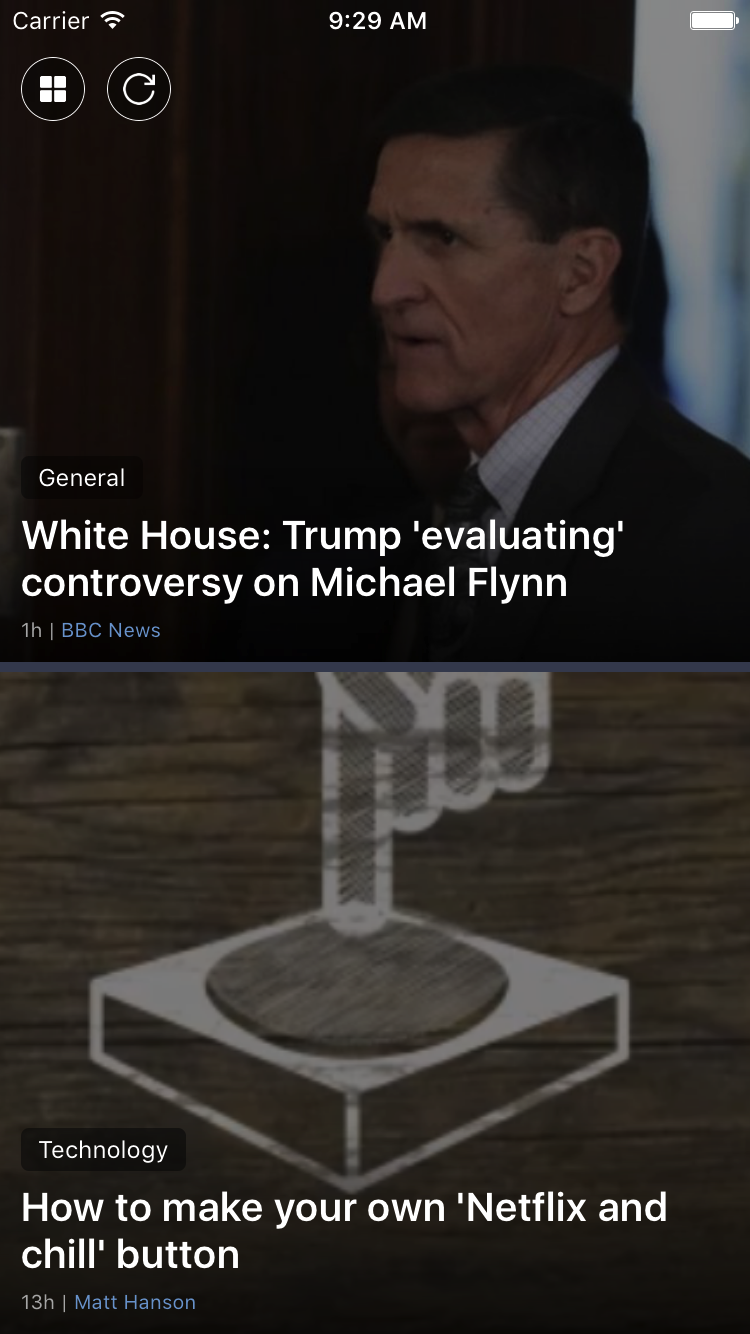 Carrier 9:29 AM
General
White House: Trump 'evaluating'
controversy on Michael Flynn
1h | BBC News
Technology
How to make your own 'Netflix and
chill' button
13h | Matt Hanson